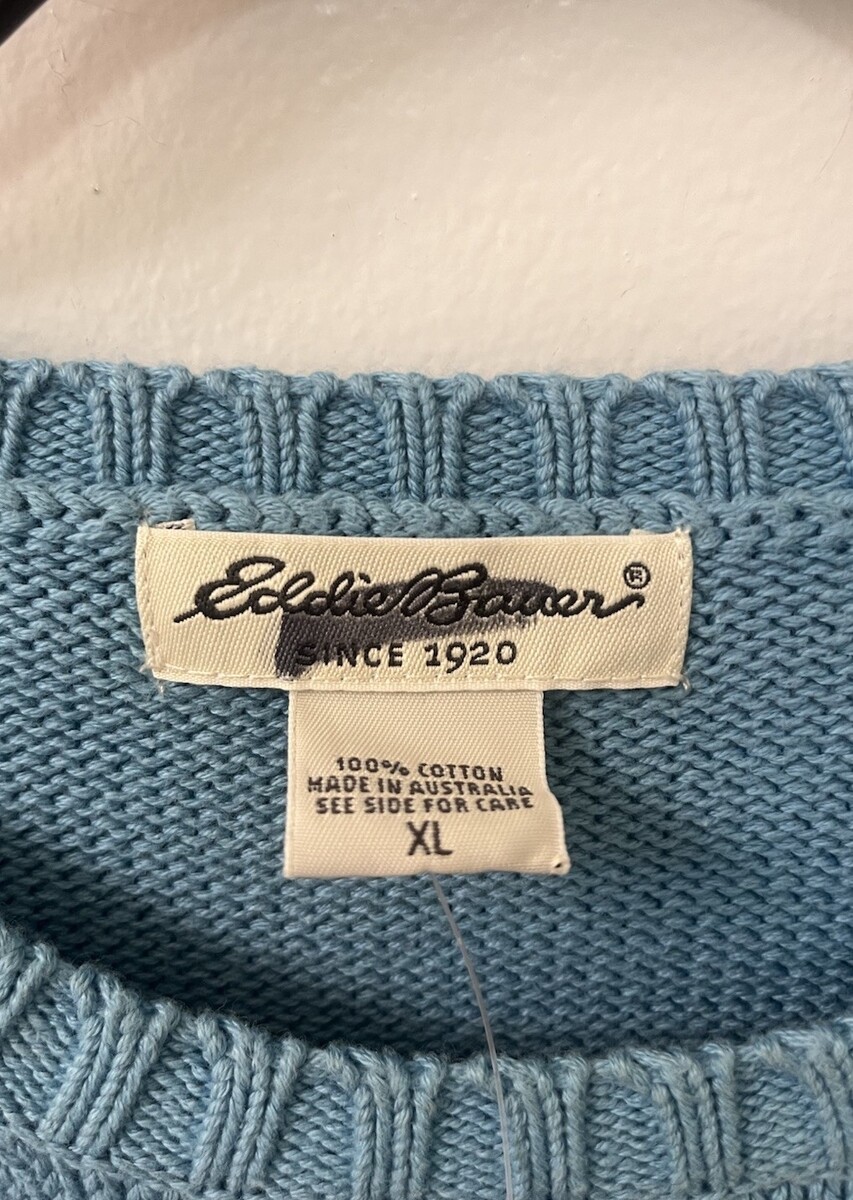 Eddie Bauer®
SINCE 1920
100% COTTON
MADE IN AUSTRALIA
SEE SIDE FOR CARE
XL